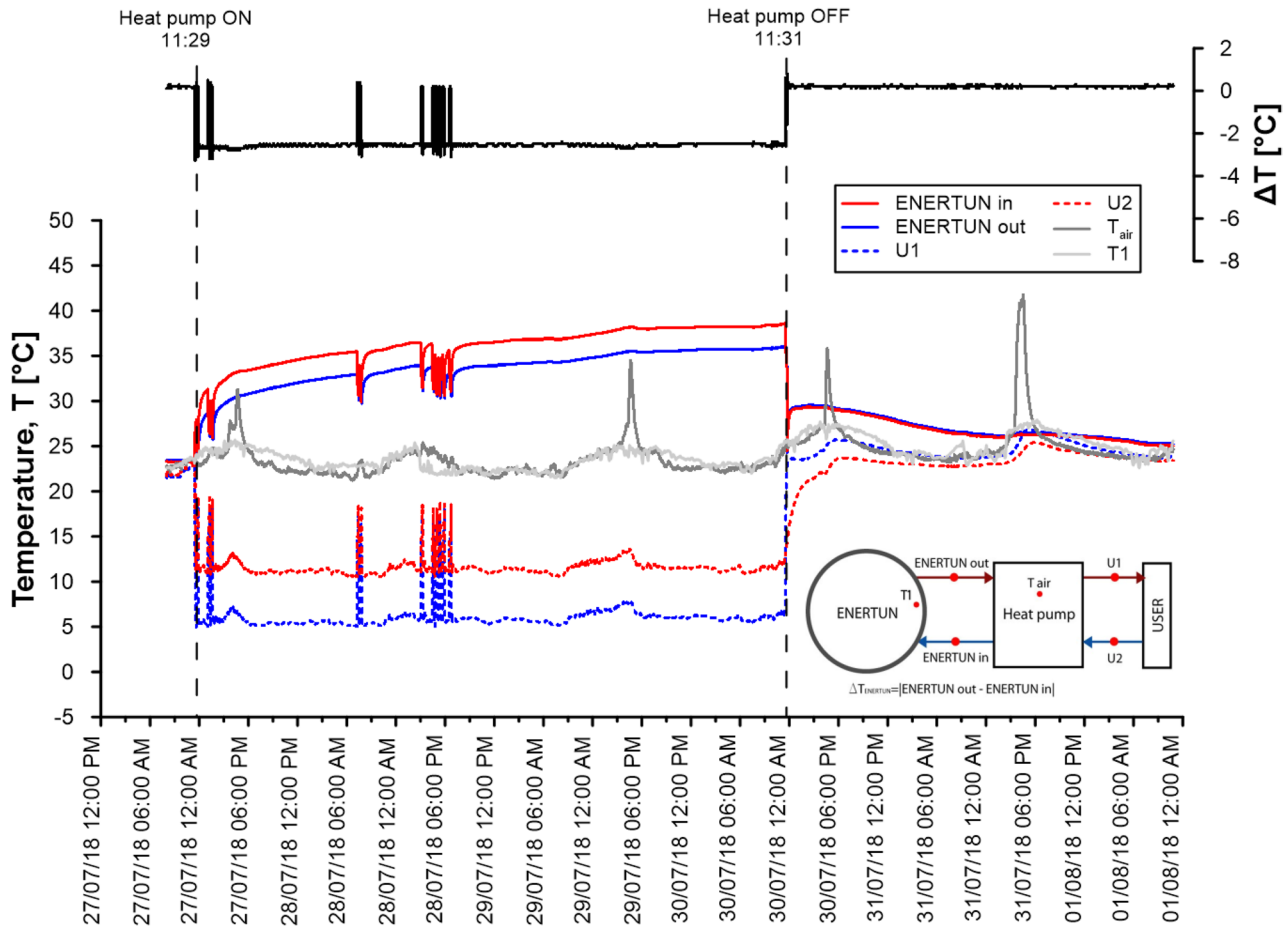 Heat pump ON
11:29
Heat pump OFF
11:31
2
0
-2
-4
-6
-8
ΔT [°C]
ENERTUN in
ENERTUN out
U1
U2
Tair
T1
50
45
40
35
30
25
20
15
10
5
0
-5
Temperature, T [°C]
ENERTUN out
U1
T1
T air
ENERTUN
Heat pump
USER
ENERTUN in
U2
ΔTENERTUN=|ENERTUN out - ENERTUN in|
27/07/18 12:00 PM
27/07/18 06:00 AM
27/07/18 12:00 AM
27/07/18 06:00 PM
28/07/18 12:00 PM
28/07/18 06:00 AM
28/07/18 12:00 AM
28/07/18 06:00 PM
29/07/18 12:00 PM
29/07/18 06:00 AM
29/07/18 12:00 AM
29/07/18 06:00 PM
30/07/18 12:00 PM
30/07/18 06:00 AM
30/07/18 12:00 AM
30/07/18 06:00 PM
31/07/18 12:00 PM
31/07/18 06:00 AM
31/07/18 12:00 AM
31/07/18 06:00 PM
01/08/18 12:00 PM
01/08/18 06:00 AM
01/08/18 12:00 AM